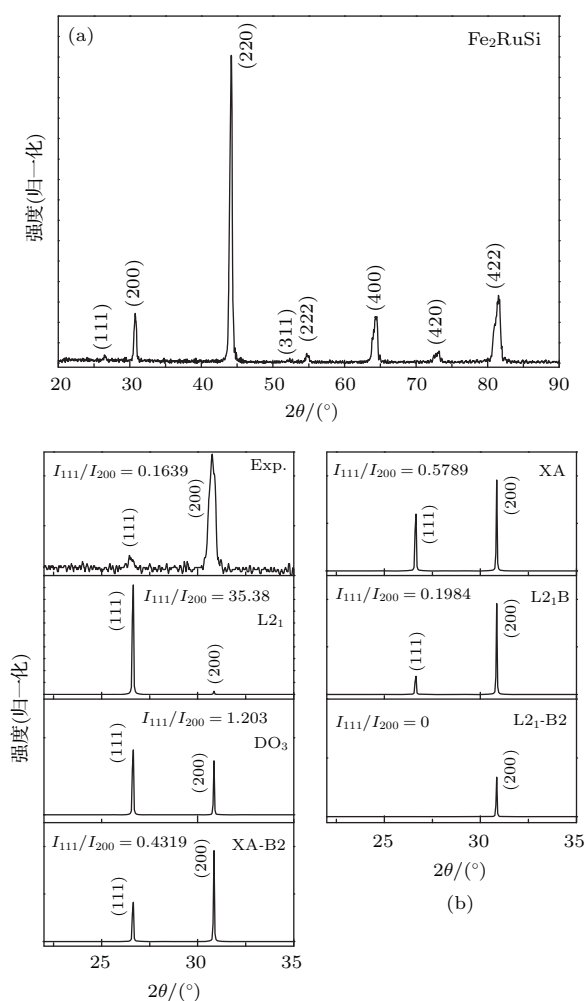 (a)
Fe₂RuSi
(111)
(200)
(220)
(311)
(222)
(400)
(420)
(422)
强度(归一化)
20 30 40 50 60 70 80 90
2θ/(°)
I₁₁₁/I₂₀₀ = 0.1639
Exp.
(111)
(200)
I₁₁₁/I₂₀₀ = 35.38
L2₁
(111)
(200)
I₁₁₁/I₂₀₀ = 1.203
DO₃
(111)
(200)
I₁₁₁/I₂₀₀ = 0.4319
XA-B2
(111)
(200)
强度(归一化)
25 30 35
2θ/(°)
I₁₁₁/I₂₀₀ = 0.5789
XA
(111)
(200)
I₁₁₁/I₂₀₀ = 0.1984
L2₁B
(111)
(200)
I₁₁₁/I₂₀₀ = 0
L2₁-B2
(200)
25 30 35
2θ/(°)
(b)